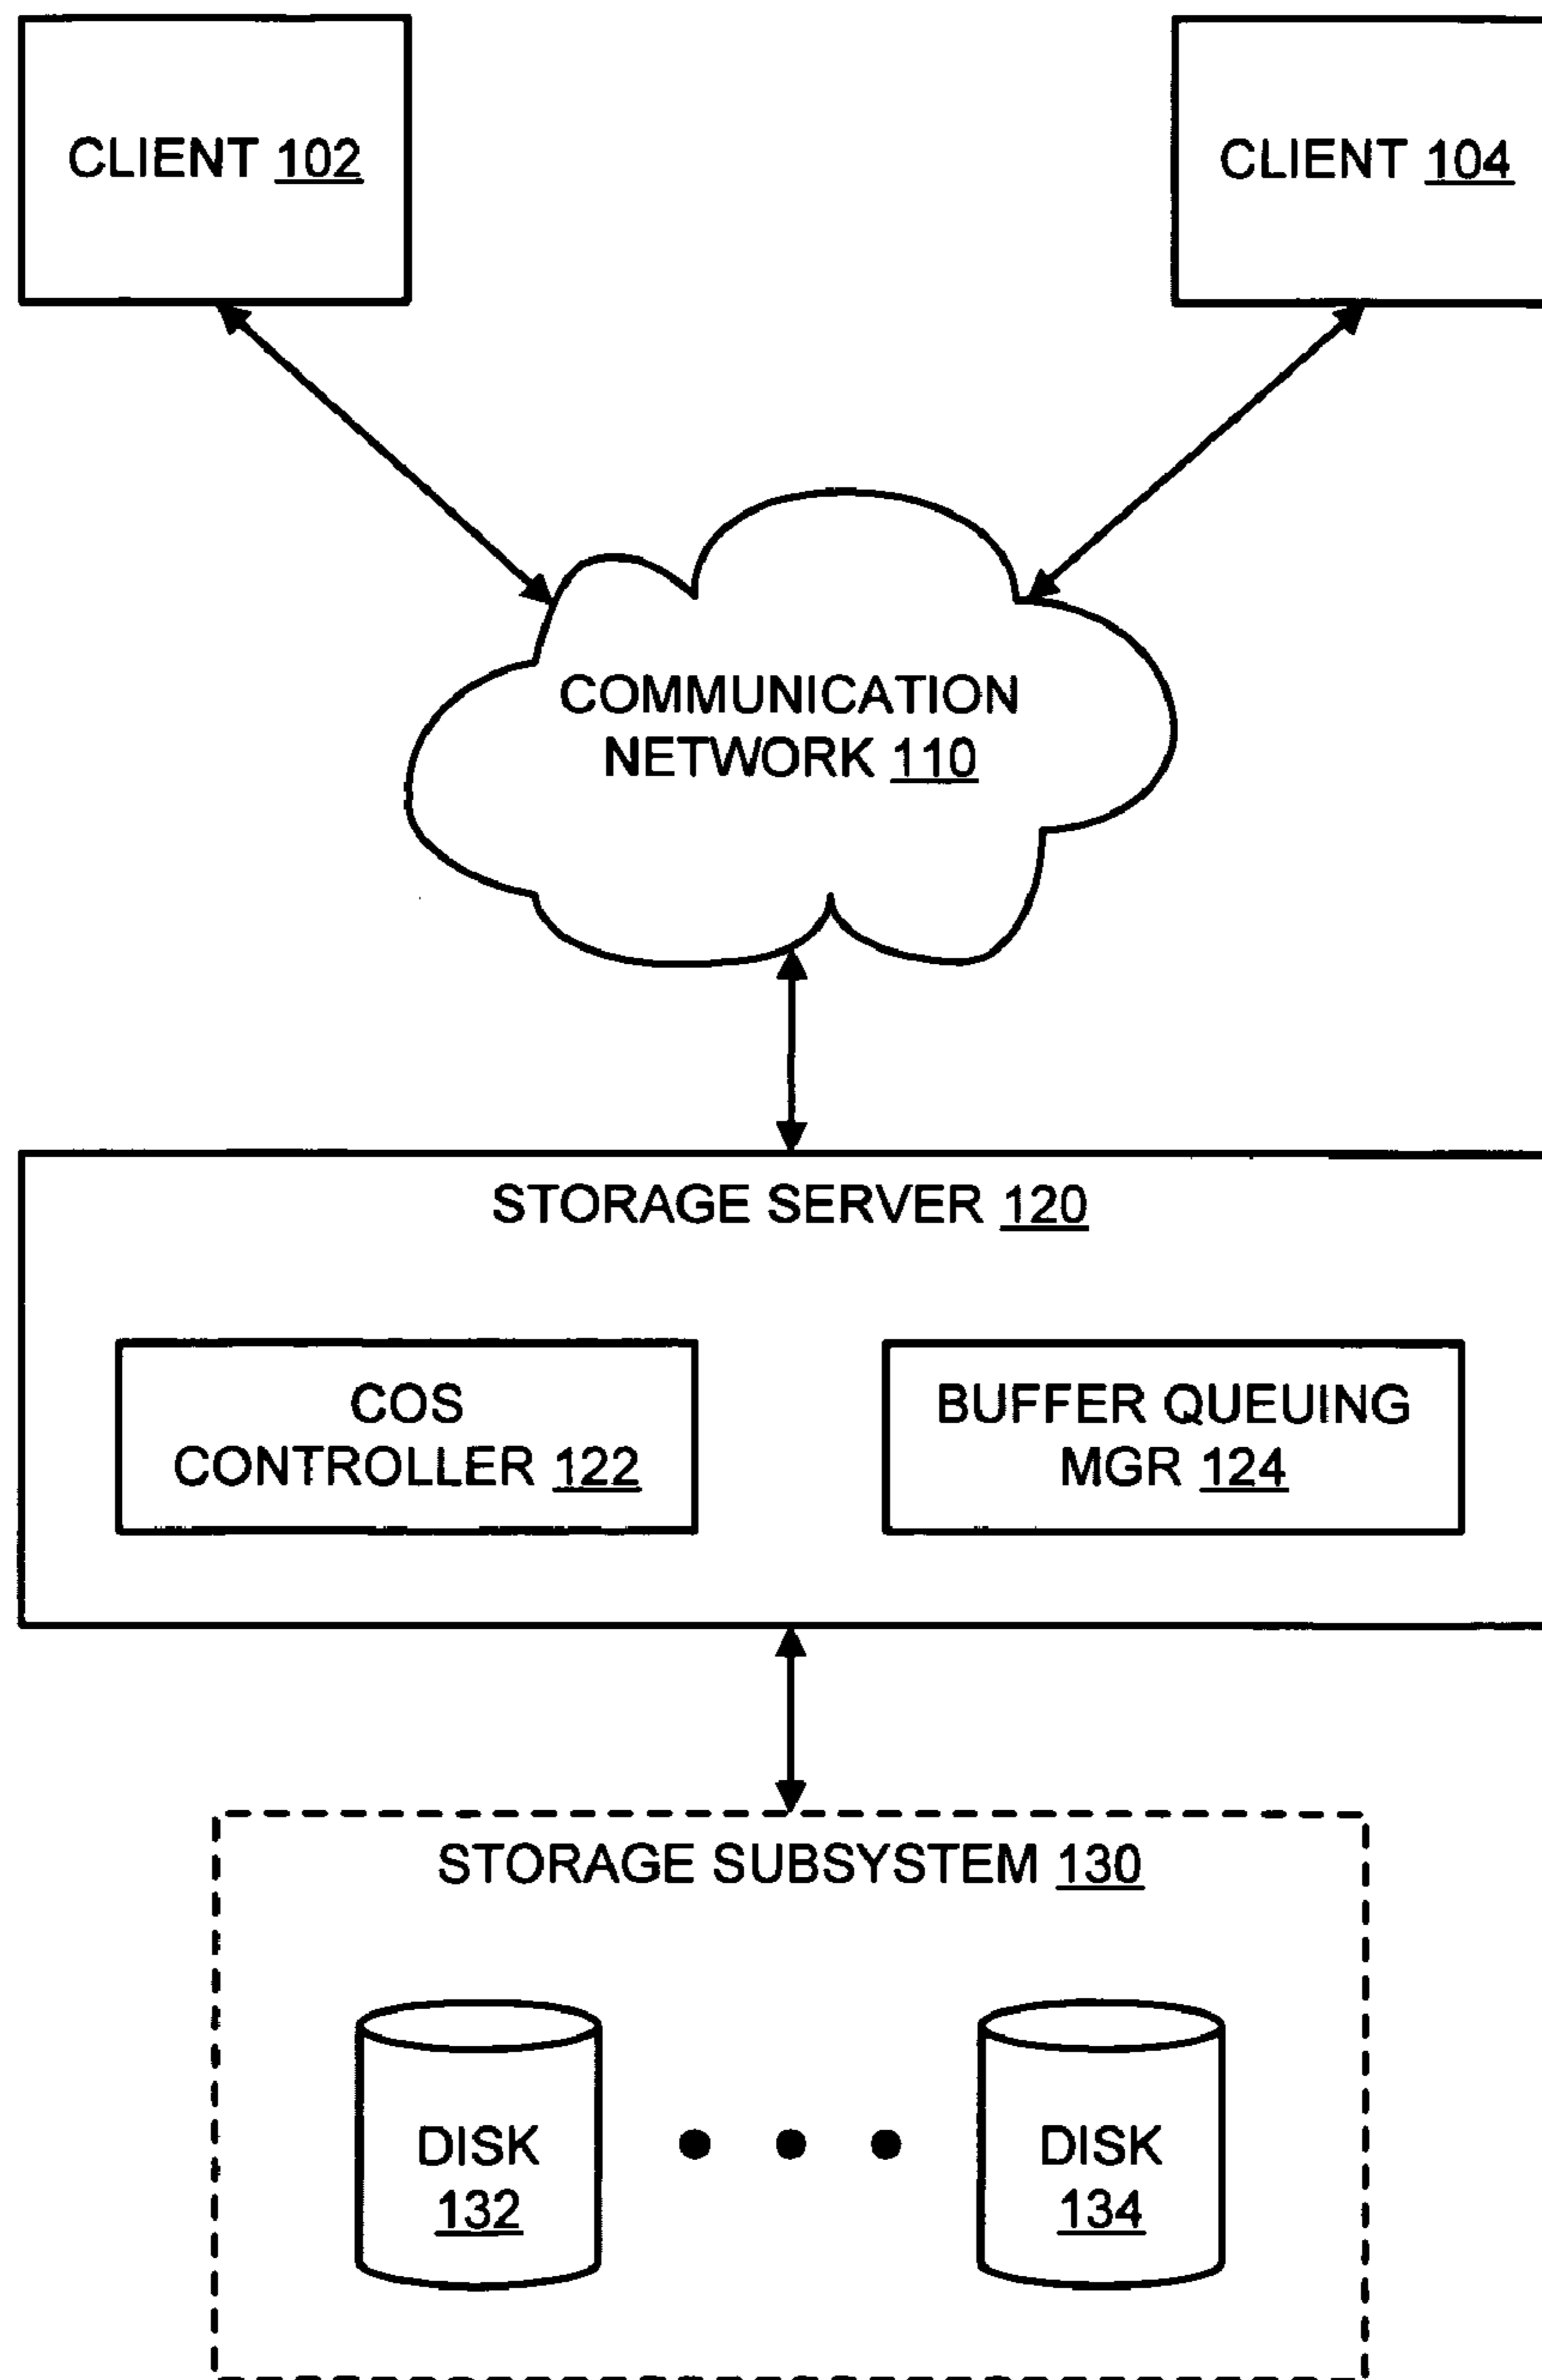 CLIENT 102
CLIENT 104
COMMUNICATION
NETWORK 110
STORAGE SERVER 120
COS
CONTROLLER 122
BUFFER QUEUING
MGR 124
STORAGE SUBSYSTEM 130
DISK
132
DISK
134